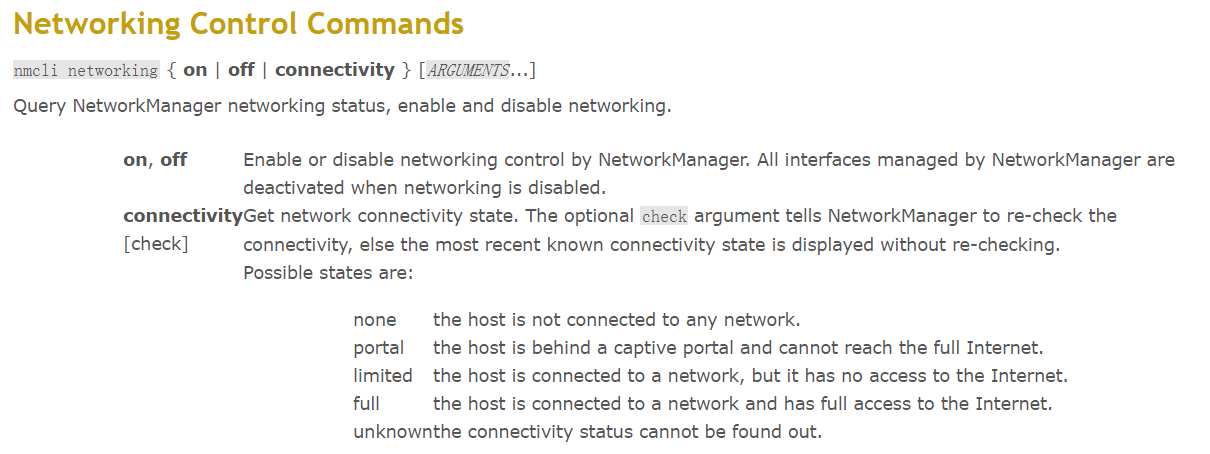 Networking Control Commands
nmcli networking { on | off | connectivity } [ARGUMENTS...]
Query NetworkManager networking status, enable and disable networking.
on, off Enable or disable networking control by NetworkManager. All interfaces managed by NetworkManager are
deactivated when networking is disabled.
connectivityGet network connectivity state. The optional check argument tells NetworkManager to re-check the
[check] connectivity, else the most recent known connectivity state is displayed without re-checking.
Possible states are:
none the host is not connected to any network.
portal the host is behind a captive portal and cannot reach the full Internet.
limited the host is connected to a network, but it has no access to the Internet.
full the host is connected to a network and has full access to the Internet.
unknownthe connectivity status cannot be found out.